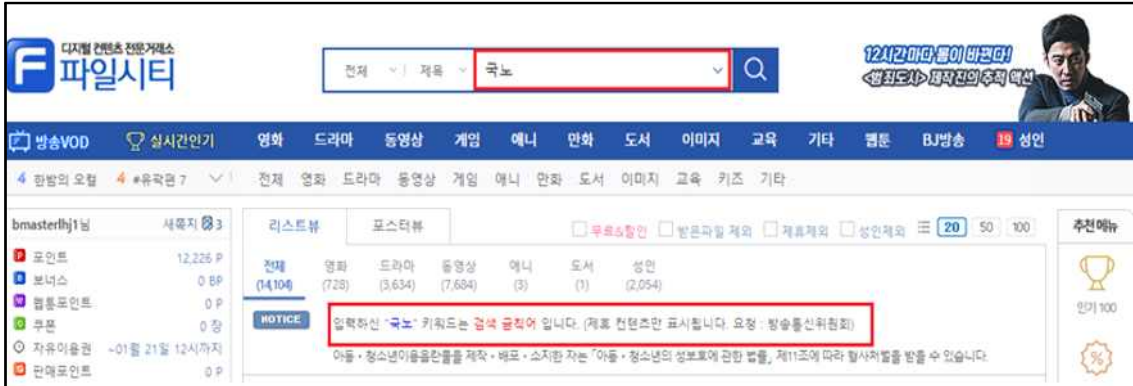 디지털 컨텐츠 전문거래소
파일시티
전체 제목 국노
12시간마다 몸이 바뀐다!
<범죄도시> 제작진의 추적 액션
방송VOD 실시간인기 영화 드라마 동영상 게임 애니 만화 도서 이미지 교육 기타 웹툰 BJ방송 19 성인
4 한밤의 오컬 4 #유곽편 7 전체 영화 드라마 동영상 게임 애니 만화 도서 이미지 교육 키즈 기타
bmasterlhj1님 새쪽지 3
포인트 12,226 P
보너스 0 BP
웹툰포인트 0 P
쿠폰 0 장
자유이용권 ~01월 21일 12시까지
판매포인트 0 P
리스트뷰 포스터뷰 무료&할인 받은파일 제외 제휴제외 성인제외 20 50 100
전체 영화 드라마 동영상 애니 도서 성인
(14,104) (728) (3,634) (7,684) (3) (1) (2,054)
NOTICE 입력하신 "국노" 키워드는 검색 금칙어 입니다. (제휴 컨텐츠만 표시됩니다. 요청 : 방송통신위원회)
아동・청소년이용음란물을 제작・배포・소지한 자는 「아동・청소년의 성보호에 관한 법률」 제11조에 따라 형사처벌을 받을 수 있습니다.
추천메뉴
인기 100